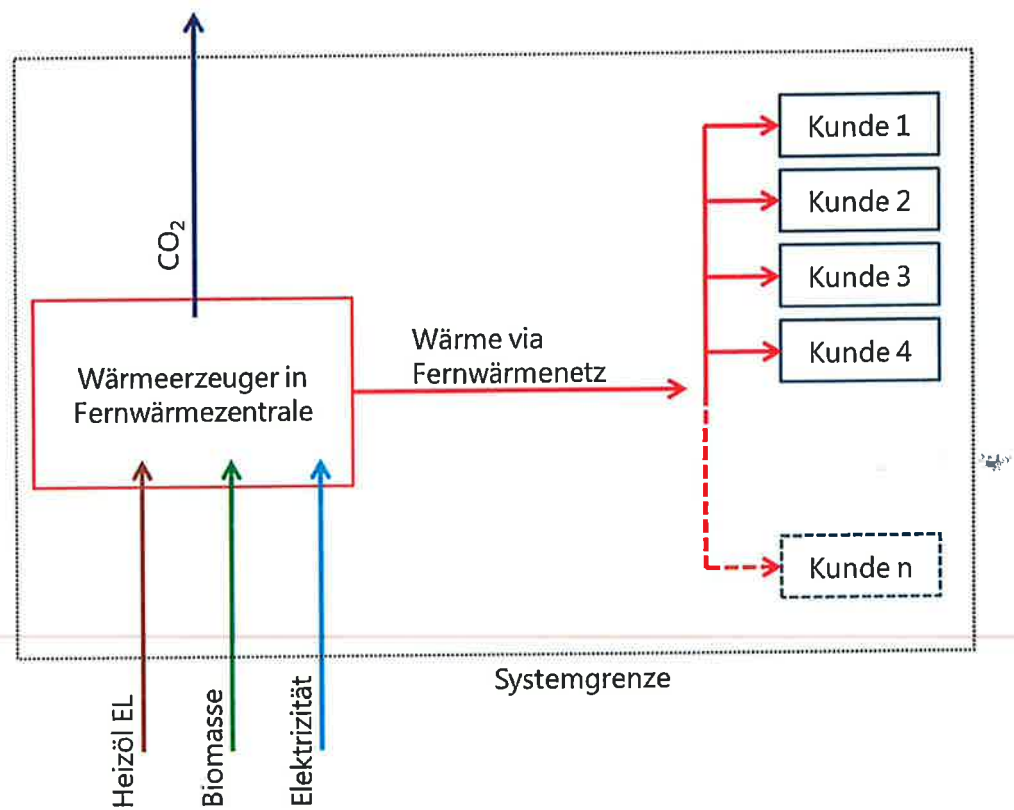 CO₂
Kunde 1
Kunde 2
Kunde 3
Kunde 4
Kunde n
Wärmeerzeuger in
Fernwärmezentrale
Wärme via
Fernwärmenetz
Systemgrenze
Heizöl EL
Biomasse
Elektrizität